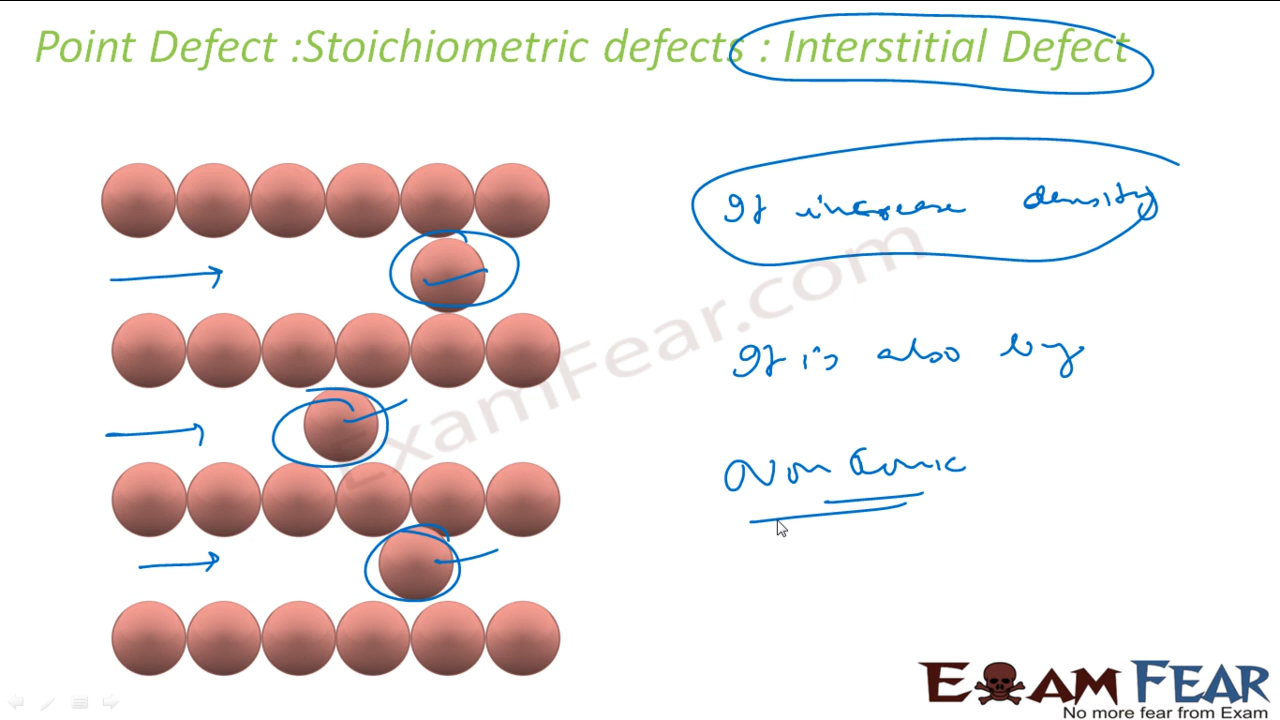 Point Defect :Stoichiometric defects : Interstitial Defect
It increase density
It is also by
Non Ionic
ExamFear.com
EXAM FEAR
No more fear from Exam